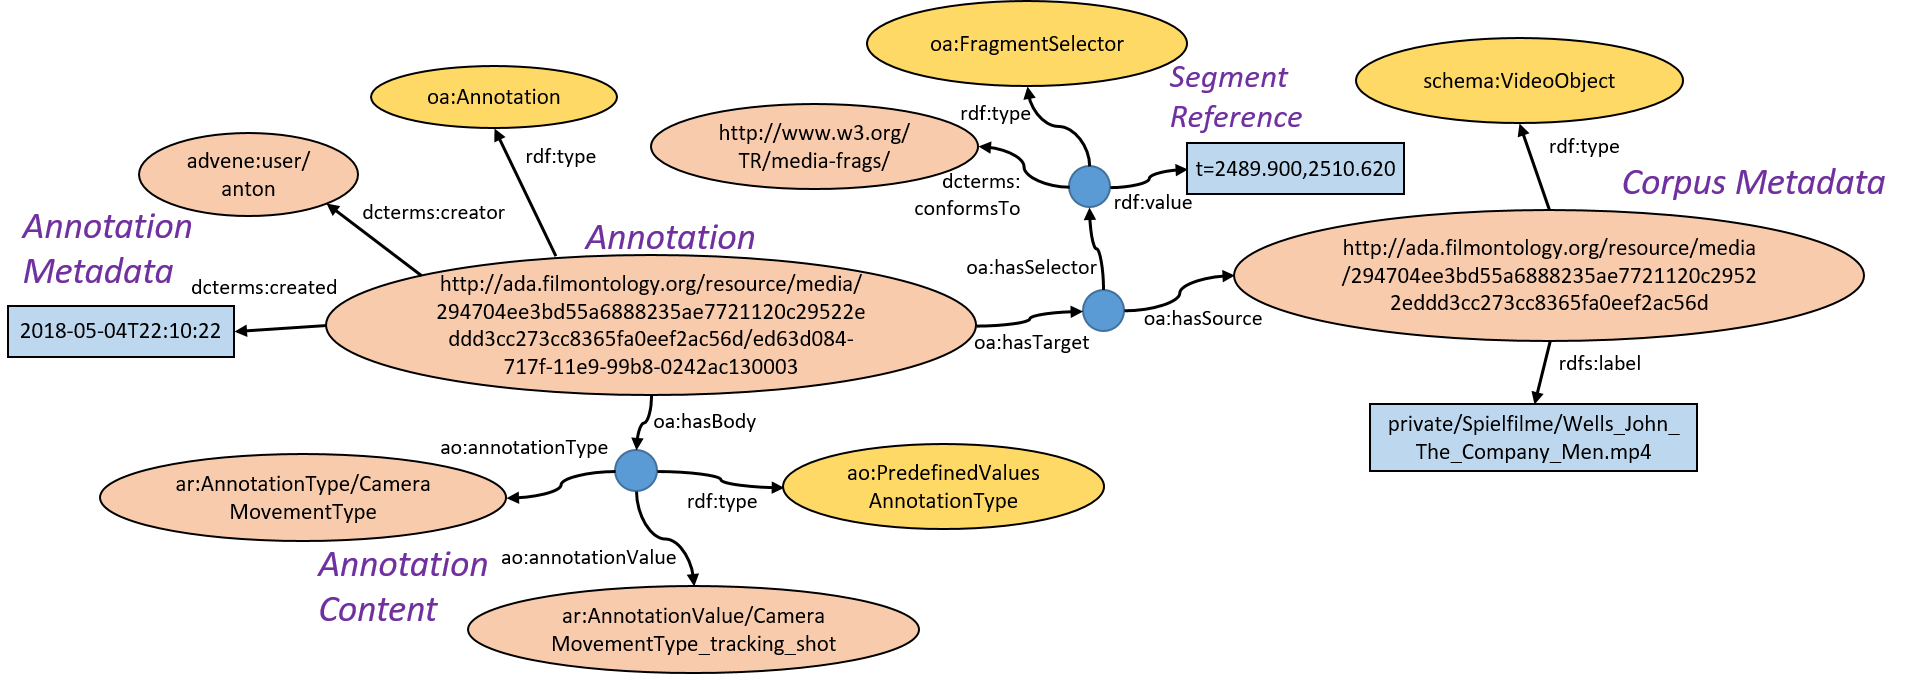 oa:FragmentSelector
Segment
Reference
schema:VideoObject
oa:Annotation
rdf:type
http://www.w3.org/
TR/media-frags/
rdf:type
rdf:type
advene:user/
anton
t=2489.900,2510.620
dcterms:
conformsTo
rdf:value
Corpus Metadata
dcterms:creator
Annotation
Metadata
Annotation
http://ada.filmontology.org/resource/media
/294704ee3bd55a6888235ae7721120c2952
2eddd3cc273cc8365fa0eef2ac56d
oa:hasSelector
dcterms:created
http://ada.filmontology.org/resource/media/
294704ee3bd55a6888235ae7721120c29522e
ddd3cc273cc8365fa0eef2ac56d/ed63d084-
717f-11e9-99b8-0242ac130003
2018-05-04T22:10:22
oa:hasSource
oa:hasTarget
rdfs:label
oa:hasBody
private/Spielfilme/Wells_John_
The_Company_Men.mp4
ao:annotationType
ar:AnnotationType/Camera
MovementType
rdf:type
ao:PredefinedValues
AnnotationType
Annotation
Content
ao:annotationValue
ar:AnnotationValue/Camera
MovementType_tracking_shot